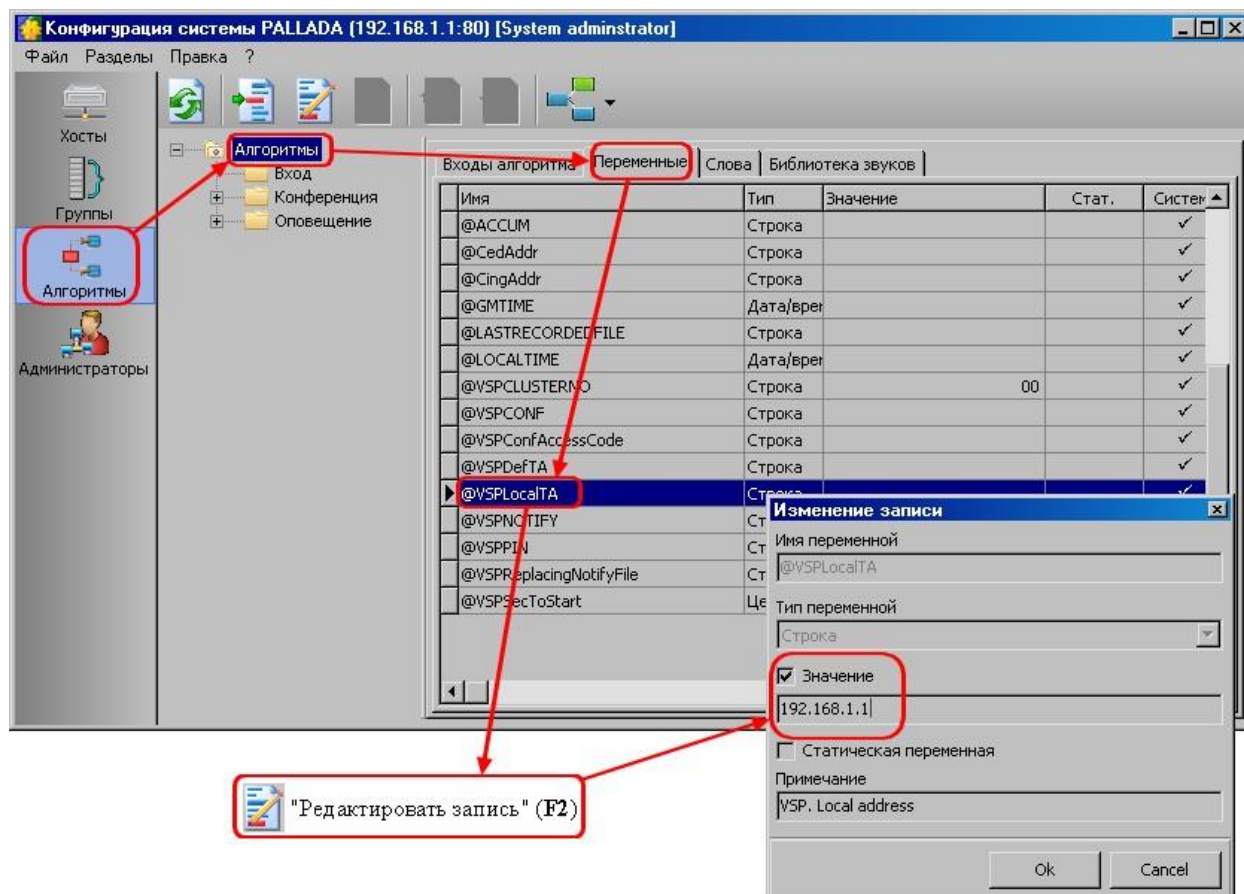 Конфигурация системы PALLADA (192.168.1.1:80) [System adminstrator]
Файл Разделы Правка ?
Хосты
Группы
Алгоритмы
Администраторы
Алгоритмы
Вход
Конференция
Оповещение
Входы алгоритма Переменные Слова Библиотека звуков
Имя Тип Значение Стат. Систем
@ACCUM Строка
@CedAddr Строка
@CingAddr Строка
@GMTIME Дата/врем
@LASTRECORDEDFILE Строка
@LOCALTIME Дата/врем
@VSPCLUSTERNO Строка 00
@VSPCONF Строка
@VSPConfAccessCode Строка
@VSPDefTA Строка
@VSPLocalTA Строка
@VSPNOTIFY Ст
@VSPPIN Ст
@VSPReplacingNotifyFile Ст
@VSPSecToStart Це
Изменение записи
Имя переменной
@VSPLocalTA
Тип переменной
Строка
Значение
192.168.1.1
Статическая переменная
Примечание
VSP. Local address
Ok Cancel
"Редактировать запись" (F2)